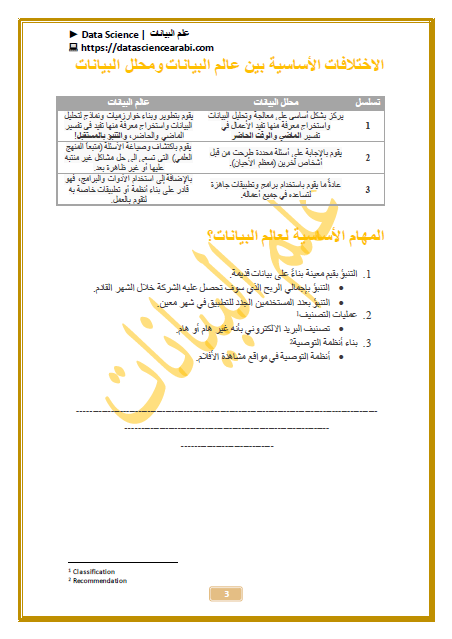 ► Data Science | علم البيانات
💻 https://datasciencearabi.com
الاختلافات الأساسية بين عالم البيانات ومحلل البيانات
تسلسل محلل البيانات عالم البيانات
1 يركز بشكل أساسي على معالجة وتحليل البيانات واستخراج معرفة منها تفيد الأعمال في تفسير الماضي والوقت الحاضر يقوم بتطوير وبناء خوارزميات ونماذج لتحليل البيانات واستخراج معرفة منها تفيد في تفسير الماضي والحاضر، والتنبؤ بالمستقبل!
2 يقوم بالإجابة على أسئلة محددة طرحت من قبل أشخاص آخرين (معظم الأحيان). يقوم باكتشاف وصياغة الأسئلة (متبعاً المنهج العلمي) التي تسعى الى حل مشاكل غير منتبه عليها أو غير ظاهرة بعد.
3 عادةً ما يقوم باستخدام برامج وتطبيقات جاهزة لتساعده في جميع أعماله. بالإضافة إلى استخدام الأدوات والبرامج، فهو قادر على بناء أنظمة أو تطبيقات خاصة به لتقوم بالعمل.
المهام الأساسية لعالم البيانات؟
1. التنبؤ بقيم معينة بناءً على بيانات قديمة.
• التنبؤ بإجمالي الربح الذي سوف تحصل عليه الشركة خلال الشهر القادم.
• التنبؤ بعدد المستخدمين الجدد للتطبيق في شهر معين.
2. عمليات التصنيف¹
• تصنيف البريد الالكتروني بأنه غير هام أو هام.
3. بناء أنظمة التوصية²
• أنظمة التوصية في مواقع مشاهدة الأفلام.
علم البيانات
¹ Classification
² Recommendation
3